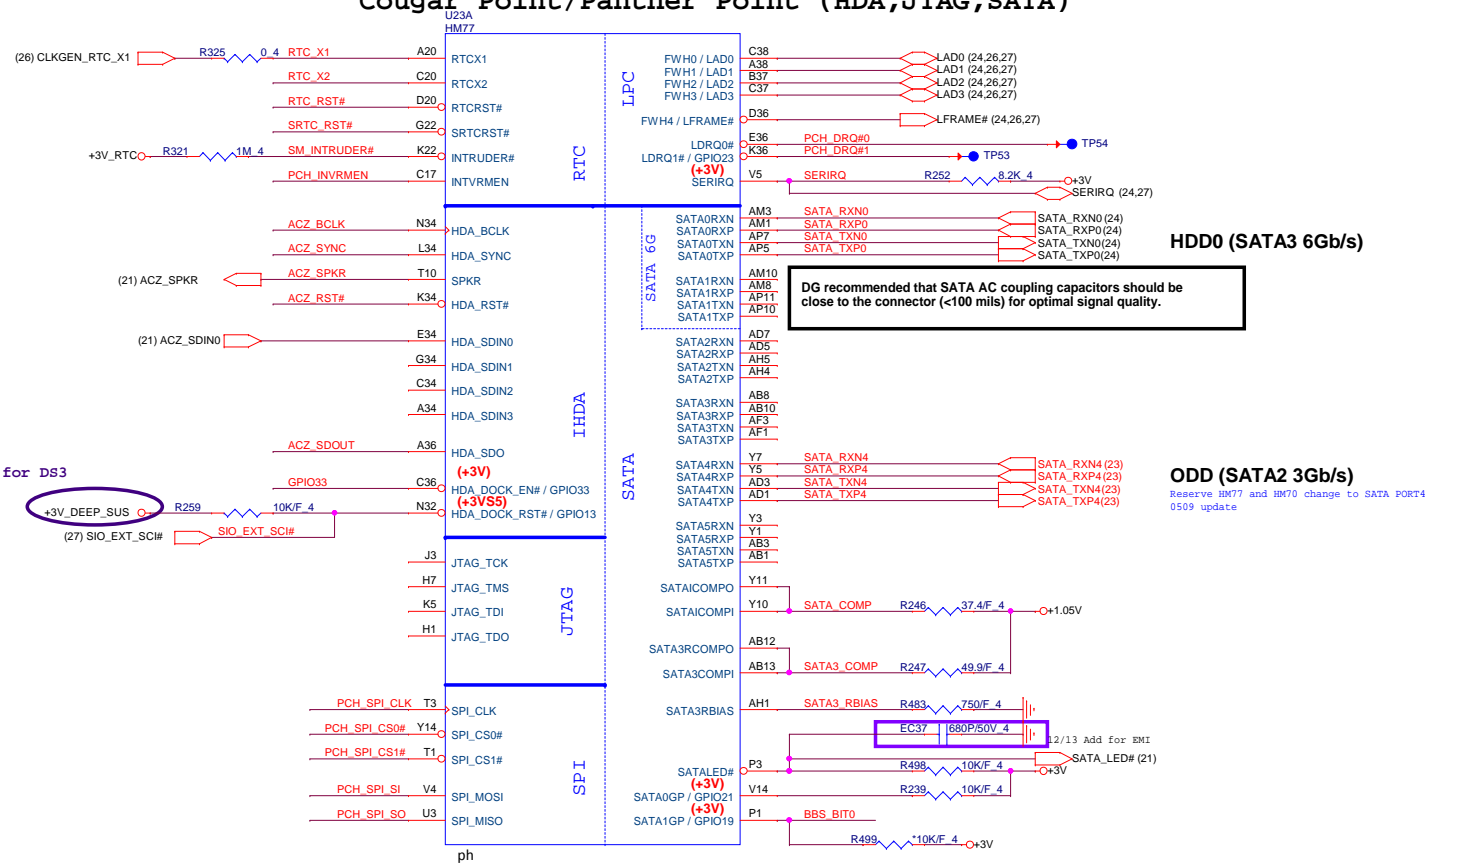 Cougar Point/Panther Point (HDA,JTAG,SATA)
U23A
HM77
(26) CLKGEN_RTC_X1
R325
0_4
RTC_X1
A20
RTCX1
RTC_X2
C20
RTCX2
RTC_RST#
D20
RTCRST#
SRTC_RST#
G22
SRTCRST#
+3V_RTC
R321
1M_4
SM_INTRUDER#
K22
INTRUDER#
PCH_INVRMEN
C17
INTVRMEN
RTC
LPC
FWH0 / LAD0
C38
LAD0 (24,26,27)
FWH1 / LAD1
A38
LAD1 (24,26,27)
FWH2 / LAD2
B37
LAD2 (24,26,27)
FWH3 / LAD3
C37
LAD3 (24,26,27)
FWH4 / LFRAME#
D36
LFRAME# (24,26,27)
LDRQ0#
E36
PCH_DRQ#0
TP54
LDRQ1# / GPIO23
K36
PCH_DRQ#1
TP53
(+3V)
SERIRQ
V5
SERIRQ
R252
8.2K_4
+3V
SERIRQ (24,27)
ACZ_BCLK
N34
HDA_BCLK
ACZ_SYNC
L34
HDA_SYNC
(21) ACZ_SPKR
ACZ_SPKR
T10
SPKR
ACZ_RST#
K34
HDA_RST#
(21) ACZ_SDIN0
E34
HDA_SDIN0
G34
HDA_SDIN1
C34
HDA_SDIN2
A34
HDA_SDIN3
ACZ_SDOUT
A36
HDA_SDO
IHDA
for DS3
(+3V)
GPIO33
C36
HDA_DOCK_EN# / GPIO33
(+3VS5)
+3V_DEEP_SUS
R259
10K/F_4
N32
HDA_DOCK_RST# / GPIO13
(27) SIO_EXT_SCI#
SIO_EXT_SCI#
SATA 6G
SATA0RXN
AM3
SATA_RXN0
SATA_RXN0 (24)
SATA0RXP
AM1
SATA_RXP0
SATA_RXP0 (24)
SATA0TXN
AP7
SATA_TXN0
SATA_TXN0 (24)
SATA0TXP
AP5
SATA_TXP0
SATA_TXP0 (24)
HDD0 (SATA3 6Gb/s)
SATA1RXN
AM10
SATA1RXP
AM8
SATA1TXN
AP11
SATA1TXP
AP10
DG recommended that SATA AC coupling capacitors should be
close to the connector (<100 mils) for optimal signal quality.
SATA2RXN
AD7
SATA2RXP
AD5
SATA2TXN
AH5
SATA2TXP
AH4
SATA3RXN
AB8
SATA3RXP
AB10
SATA3TXN
AF3
SATA3TXP
AF1
SATA
SATA4RXN
Y7
SATA_RXN4
SATA_RXN4 (23)
SATA4RXP
Y5
SATA_RXP4
SATA_RXP4 (23)
SATA4TXN
AD3
SATA_TXN4
SATA_TXN4 (23)
SATA4TXP
AD1
SATA_TXP4
SATA_TXP4 (23)
ODD (SATA2 3Gb/s)
Reserve HM77 and HM70 change to SATA PORT4
0509 update
SATA5RXN
Y3
SATA5RXP
Y1
SATA5TXN
AB3
SATA5TXP
AB1
J3
JTAG_TCK
H7
JTAG_TMS
K5
JTAG_TDI
H1
JTAG_TDO
JTAG
SATAICOMPO
Y11
SATAICOMPI
Y10
SATA_COMP
R246
37.4/F_4
+1.05V
SATA3RCOMPO
AB12
SATA3COMPI
AB13
SATA3_COMP
R247
49.9/F_4
PCH_SPI_CLK
T3
SPI_CLK
PCH_SPI_CS0#
Y14
SPI_CS0#
PCH_SPI_CS1#
T1
SPI_CS1#
PCH_SPI_SI
V4
SPI_MOSI
PCH_SPI_SO
U3
SPI_MISO
SPI
SATA3RBIAS
AH1
SATA3_RBIAS
R483
750/F_4
EC37
680P/50V_4
12/13 Add for EMI
SATA_LED# (21)
SATALED#
P3
R498
10K/F_4
+3V
(+3V)
SATA0GP / GPIO21
V14
R239
10K/F_4
(+3V)
SATA1GP / GPIO19
P1
BBS_BIT0
R499
*10K/F_4
+3V
ph